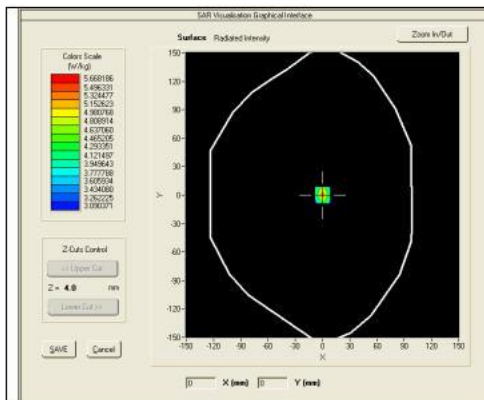 SAR Visualisation Graphical Interface
Surface Radiated Intensity
Zoom In/Out
Colors Scale
(W/kg)
5.668186
5.496331
5.324477
5.152623
4.980768
4.808914
4.637060
4.465205
4.293351
4.121497
3.949643
3.777788
3.605934
3.434080
3.262225
3.090371
Z-Cuts Control
<< Upper Cut
Z = 4.0 mm
Lower Cut >>
SAVE Cancel
150
120
90
60
30
0
-30
-60
-90
-120
-150
Y
-150 -120 -90 -60 -30 0 30 60 90 120 150
X
0 X (mm) 0 Y (mm)